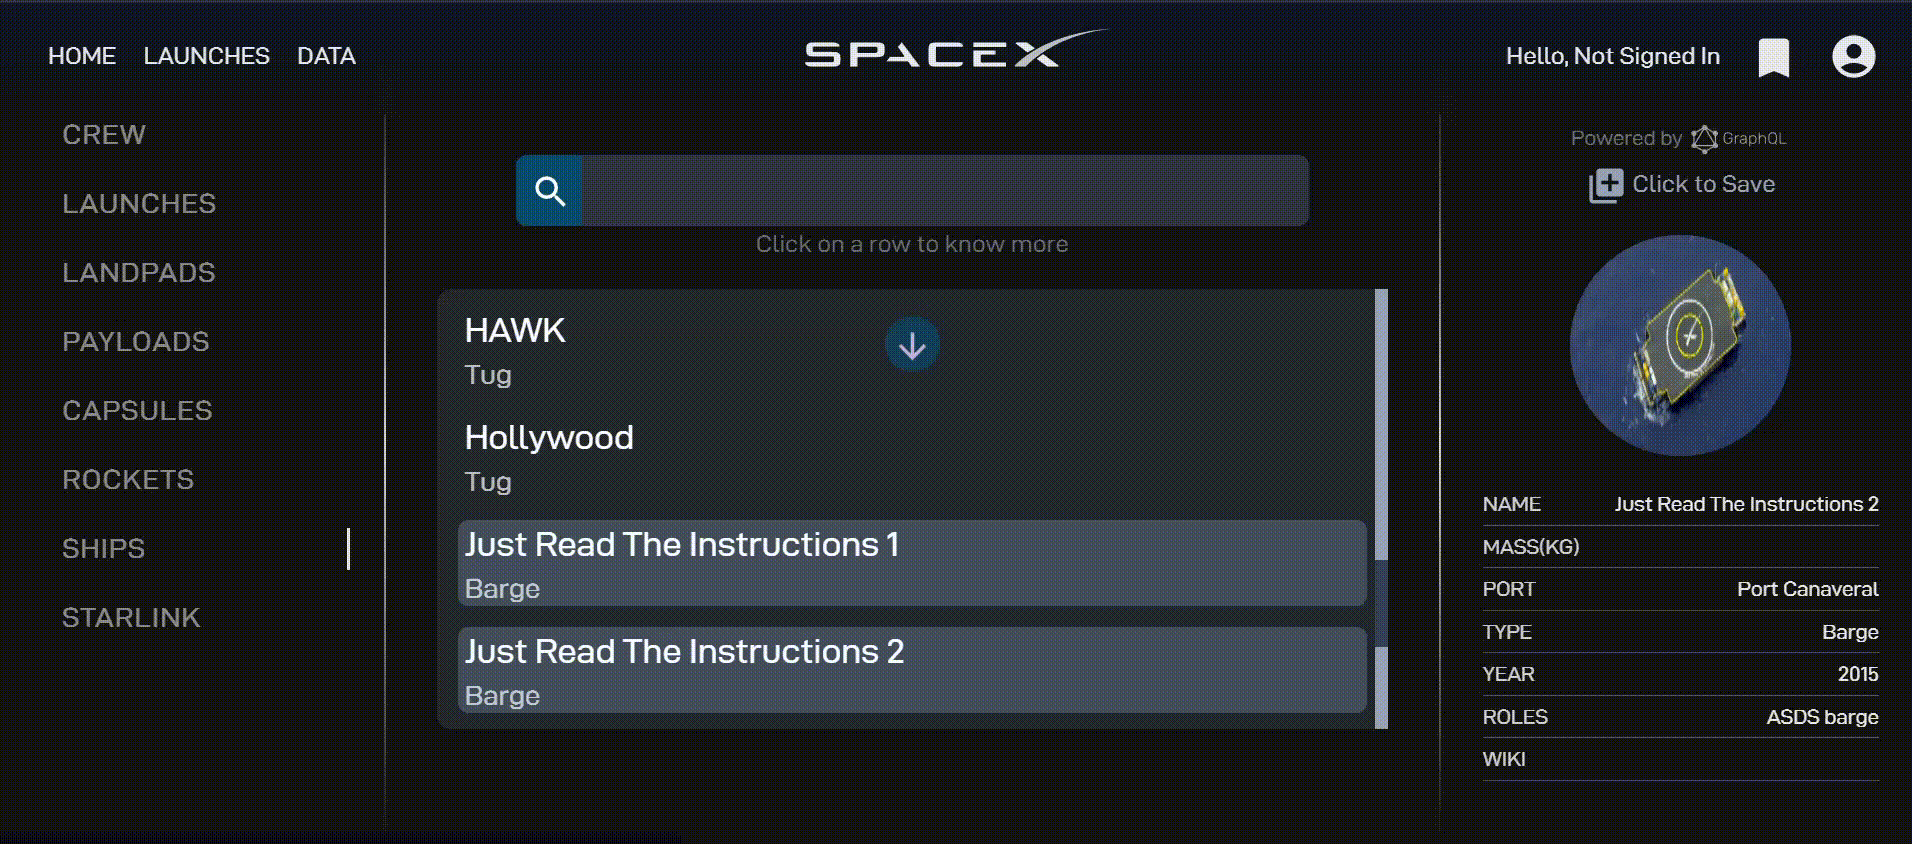 HOME LAUNCHES DATA
SPACEX
Hello, Not Signed In
CREW
LAUNCHES
LANDPADS
PAYLOADS
CAPSULES
ROCKETS
SHIPS
STARLINK
Click on a row to know more
HAWK
Tug
Hollywood
Tug
Just Read The Instructions 1
Barge
Just Read The Instructions 2
Barge
Powered by GraphQL
Click to Save
NAME Just Read The Instructions 2
MASS(KG)
PORT Port Canaveral
TYPE Barge
YEAR 2015
ROLES ASDS barge
WIKI